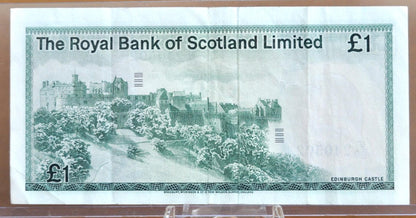 The Royal Bank of Scotland Limited £1
£1 EDINBURGH CASTLE